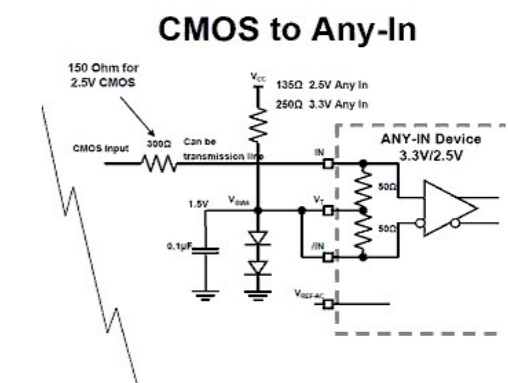 CMOS to Any-In
150 Ohm for
2.5V CMOS
VCC
135Ω 2.5V Any In
250Ω 3.3V Any In
CMOS Input
300Ω
Can be
transmission line
IN
ANY-IN Device
3.3V/2.5V
50Ω
1.5V
VBIAS
VT
50Ω
0.1µF
/IN
VREF-AC